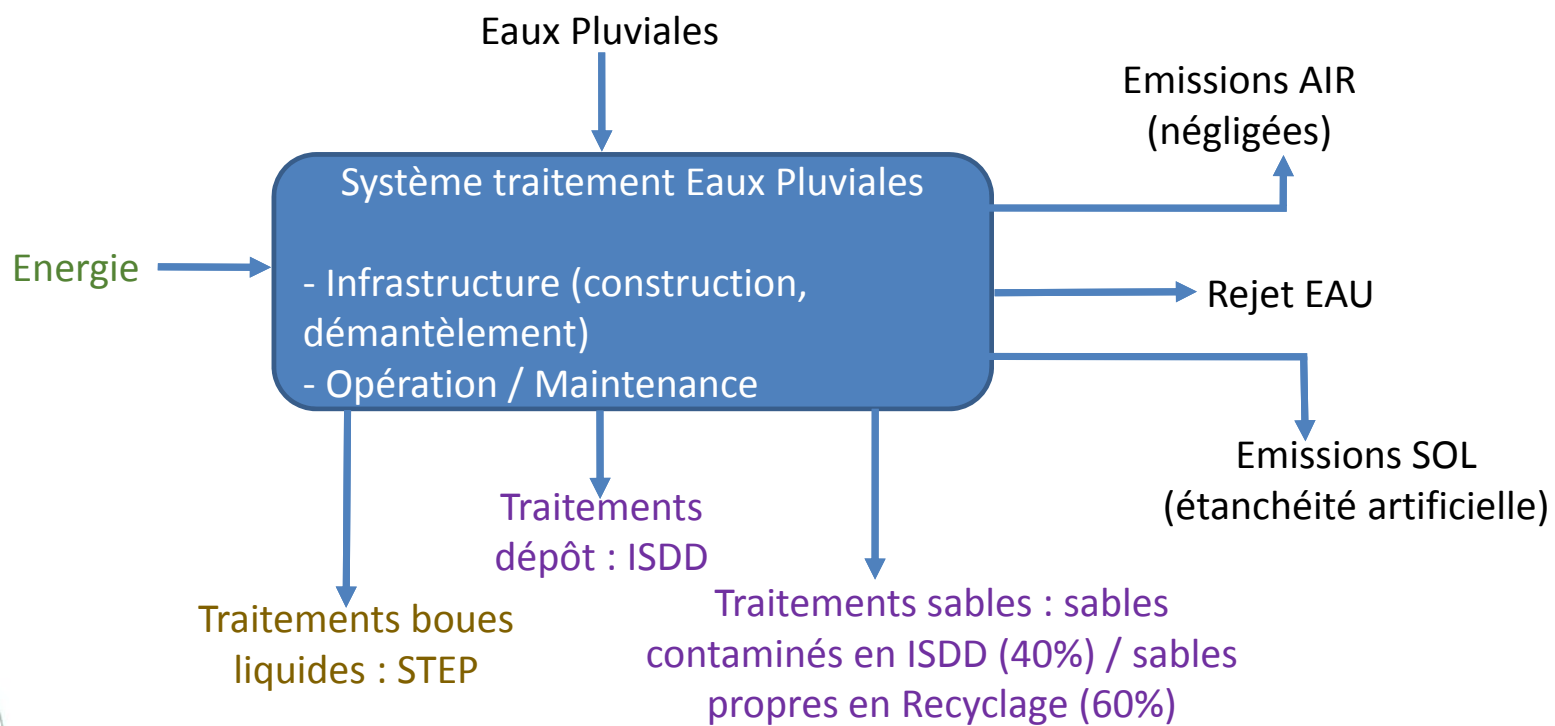 Eaux Pluviales
Emissions AIR
(négligées)
Système traitement Eaux Pluviales
Energie
- Infrastructure (construction,
démantèlement)
- Opération / Maintenance
Rejet EAU
Emissions SOL
(étanchéité artificielle)
Traitements
dépôt : ISDD
Traitements boues
liquides : STEP
Traitements sables : sables
contaminés en ISDD (40%) / sables
propres en Recyclage (60%)